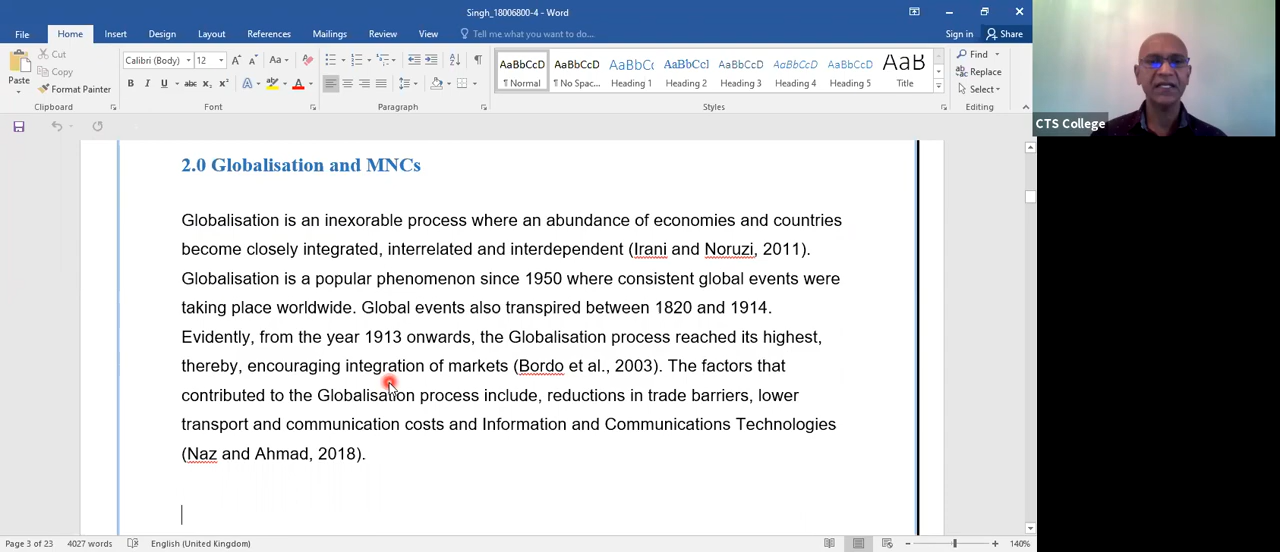 Singh_18006800-4 - Word
File
Home
Insert
Design
Layout
References
Mailings
Review
View
Tell me what you want to do...
Sign in
Share
Paste
Cut
Copy
Format Painter
Clipboard
Calibri (Body)
12
Font
Paragraph
AaBbCcD
¶ Normal
AaBbCcD
¶ No Spac...
AaBbCc
Heading 1
AaBbCcI
Heading 2
AaBbCcD
Heading 3
AaBbCcD
Heading 4
AaBbCcD
Heading 5
AaB
Title
Styles
Find
Replace
Select
Editing
CTS College
2.0 Globalisation and MNCs
Globalisation is an inexorable process where an abundance of economies and countries
become closely integrated, interrelated and interdependent (Irani and Noruzi, 2011).
Globalisation is a popular phenomenon since 1950 where consistent global events were
taking place worldwide. Global events also transpired between 1820 and 1914.
Evidently, from the year 1913 onwards, the Globalisation process reached its highest,
thereby, encouraging integration of markets (Bordo et al., 2003). The factors that
contributed to the Globalisation process include, reductions in trade barriers, lower
transport and communication costs and Information and Communications Technologies
(Naz and Ahmad, 2018).
Page 3 of 23
4027 words
English (United Kingdom)
140%